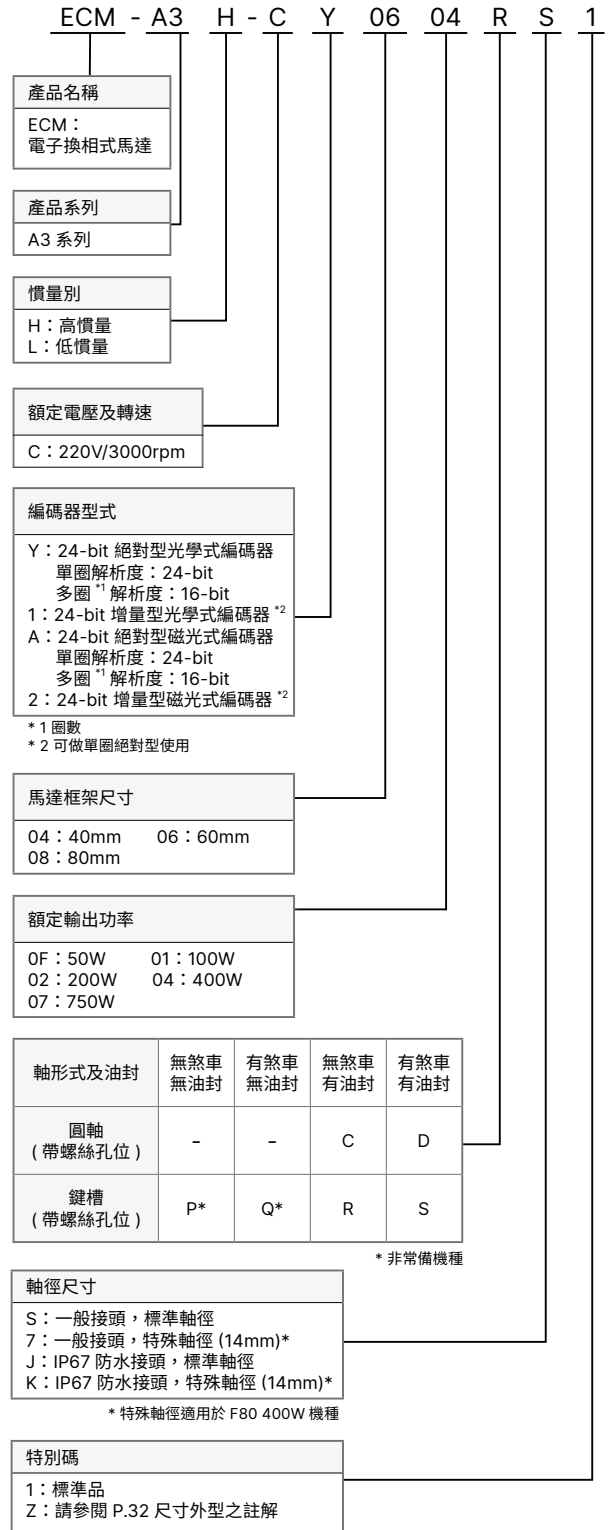 ECM - A3 H - C Y 06 04 R S 1
產品名稱
ECM：
電子換相式馬達
產品系列
A3 系列
慣量別
H：高慣量
L：低慣量
額定電壓及轉速
C：220V/3000rpm
編碼器型式
Y：24-bit 絕對型光學式編碼器
單圈解析度：24-bit
多圈 *1 解析度：16-bit
1：24-bit 增量型光學式編碼器 *2
A：24-bit 絕對型磁光式編碼器
單圈解析度：24-bit
多圈 *1 解析度：16-bit
2：24-bit 增量型磁光式編碼器 *2
* 1 圈數
* 2 可做單圈絕對型使用
馬達框架尺寸
04：40mm 06：60mm
08：80mm
額定輸出功率
0F：50W 01：100W
02：200W 04：400W
07：750W
軸形式及油封 無煞車 有煞車 無煞車 有煞車
無油封 無油封 有油封 有油封
圓軸
( 帶螺絲孔位 ) – – C D
鍵槽
( 帶螺絲孔位 ) P* Q* R S
* 非常備機種
軸徑尺寸
S：一般接頭，標準軸徑
7：一般接頭，特殊軸徑 (14mm)*
J：IP67 防水接頭，標準軸徑
K：IP67 防水接頭，特殊軸徑 (14mm)*
* 特殊軸徑適用於 F80 400W 機種
特別碼
1：標準品
Z：請參閱 P.32 尺寸外型之註解